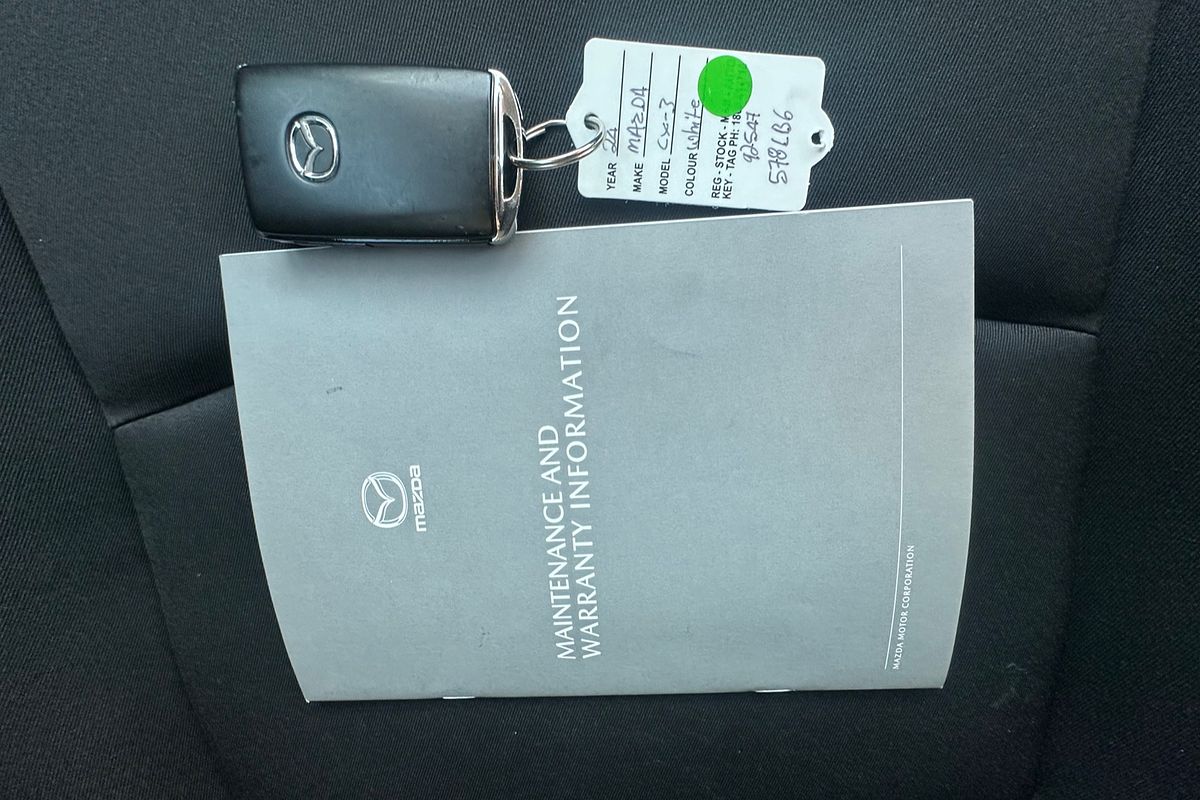 YEAR 24
MAKE MAZDA
MODEL CX-3
COLOUR White
REG - STOCK -
KEY - TAG PH:
92547
578LB6
mazda
MAINTENANCE AND
WARRANTY INFORMATION
MAZDA MOTOR CORPORATION